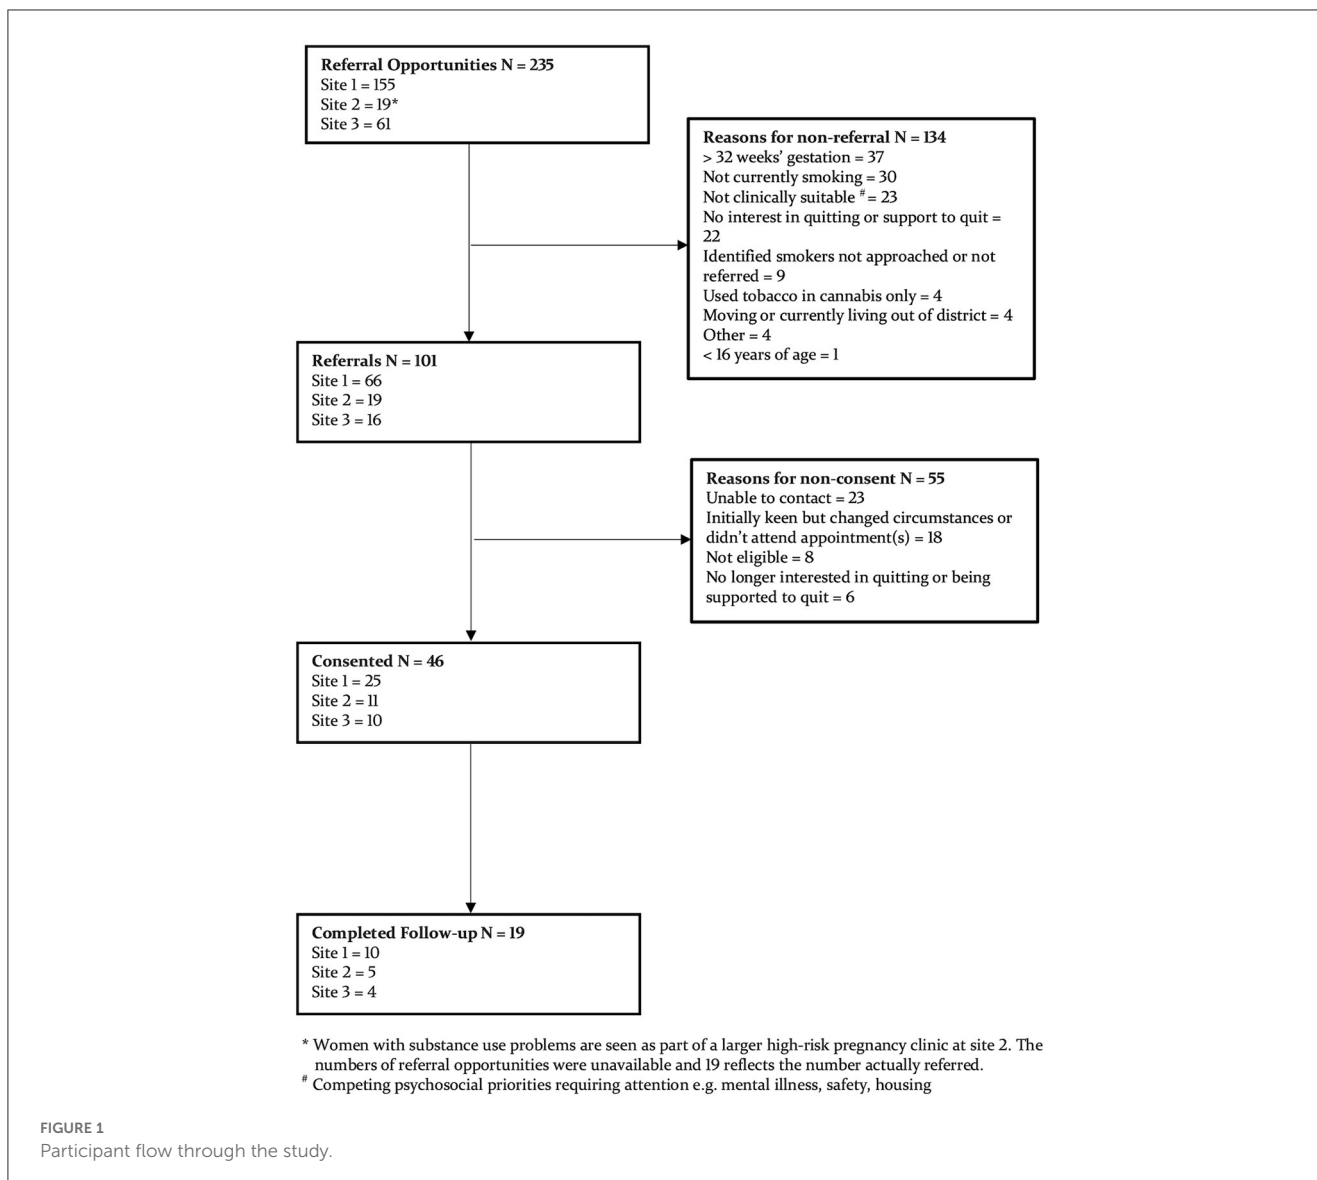 Referral Opportunities N = 235
Site 1 = 155
Site 2 = 19*
Site 3 = 61
Reasons for non-referral N = 134
> 32 weeks' gestation = 37
Not currently smoking = 30
Not clinically suitable # = 23
No interest in quitting or support to quit =
22
Identified smokers not approached or not
referred = 9
Used tobacco in cannabis only = 4
Moving or currently living out of district = 4
Other = 4
< 16 years of age = 1
Referrals N = 101
Site 1 = 66
Site 2 = 19
Site 3 = 16
Reasons for non-consent N = 55
Unable to contact = 23
Initially keen but changed circumstances or
didn't attend appointment(s) = 18
Not eligible = 8
No longer interested in quitting or being
supported to quit = 6
Consented N = 46
Site 1 = 25
Site 2 = 11
Site 3 = 10
Completed Follow-up N = 19
Site 1 = 10
Site 2 = 5
Site 3 = 4
* Women with substance use problems are seen as part of a larger high-risk pregnancy clinic at site 2. The
numbers of referral opportunities were unavailable and 19 reflects the number actually referred.
# Competing psychosocial priorities requiring attention e.g. mental illness, safety, housing
FIGURE 1
Participant flow through the study.